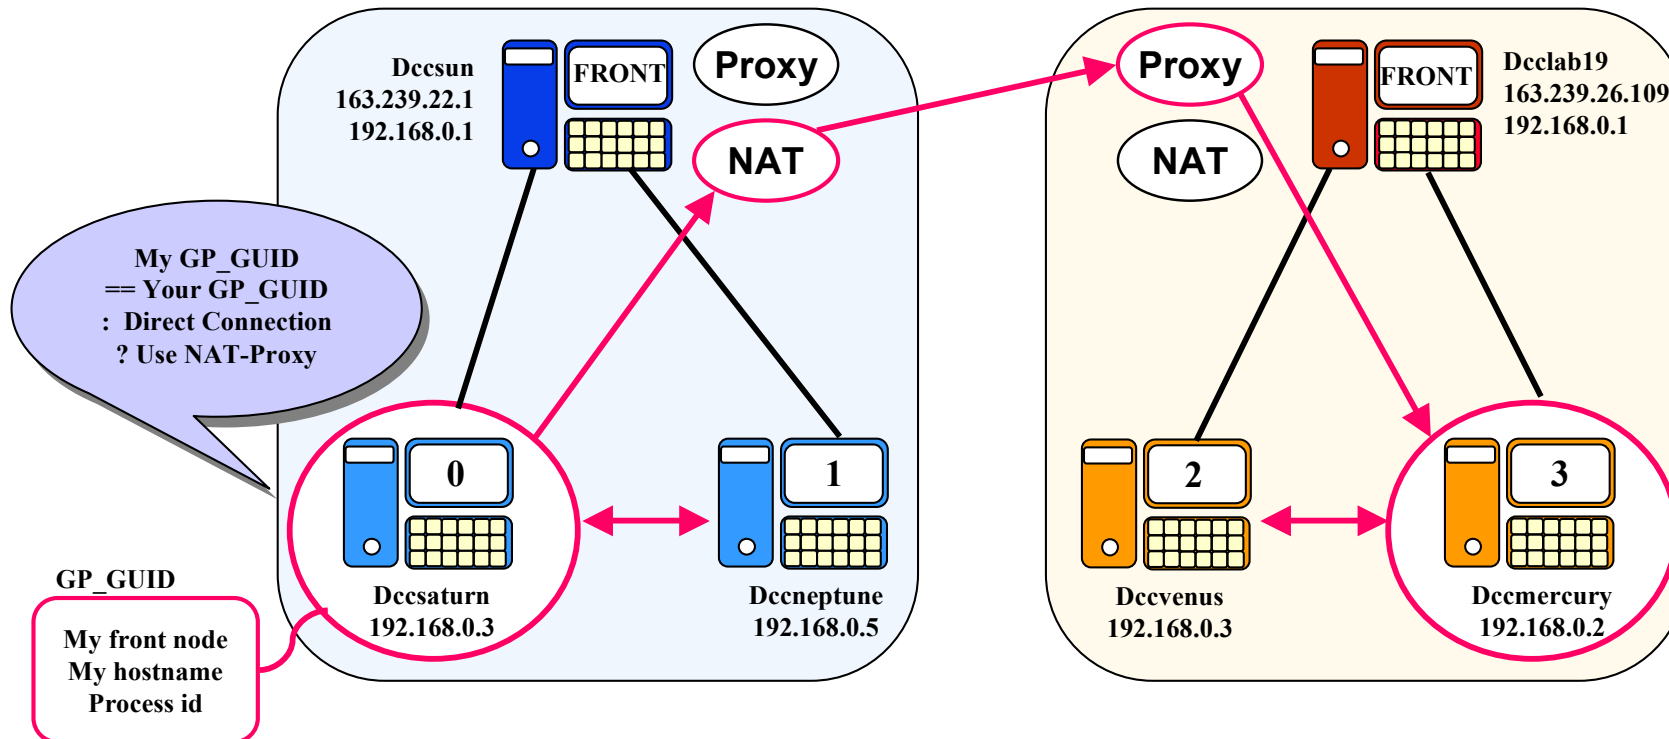 Dccsun
163.239.22.1
192.168.0.1
FRONT
Proxy
NAT
Proxy
NAT
FRONT
Dcclab19
163.239.26.109
192.168.0.1
My GP_GUID
== Your GP_GUID
: Direct Connection
? Use NAT-Proxy
0
1
2
3
Dccsaturn
192.168.0.3
Dccneptune
192.168.0.5
Dccvenus
192.168.0.3
Dccmercury
192.168.0.2
GP_GUID
My front node
My hostname
Process id